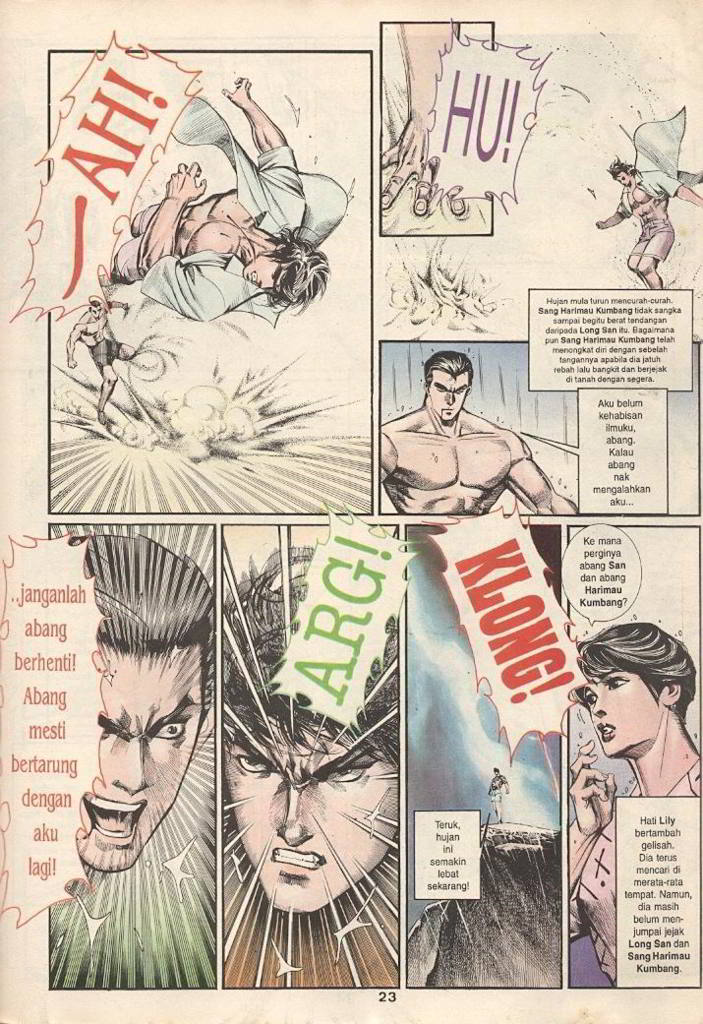 AH!
HU!
Hujan mula turun mencurah-curah.
Sang Harimau Kumbang tidak sangka
sampai begitu berat tendangan
daripada Long San itu. Bagaimana
pun Sang Harimau Kumbang telah
menongkat diri dengan sebelah
tangannya apabila dia jatuh
rebah lalu bangkit dan berjejak
di tanah dengan segera.
Aku belum
kehabisan
ilmuku,
abang.
Kalau
abang
nak
mengalahkan
aku...
..janganlah
abang
berhenti!
Abang
mesti
bertarung
dengan
aku
lagi!
ARG!
KLONG!
Teruk,
hujan
ini
semakin
lebat
sekarang!
Ke mana
perginya
abang San
dan abang
Harimau
Kumbang?
Hati Lily
bertambah
gelisah.
Dia terus
mencari di
merata-rata
tempat. Namun,
dia masih
belum men-
jumpai jejak
Long San dan
Sang Harimau
Kumbang.
23